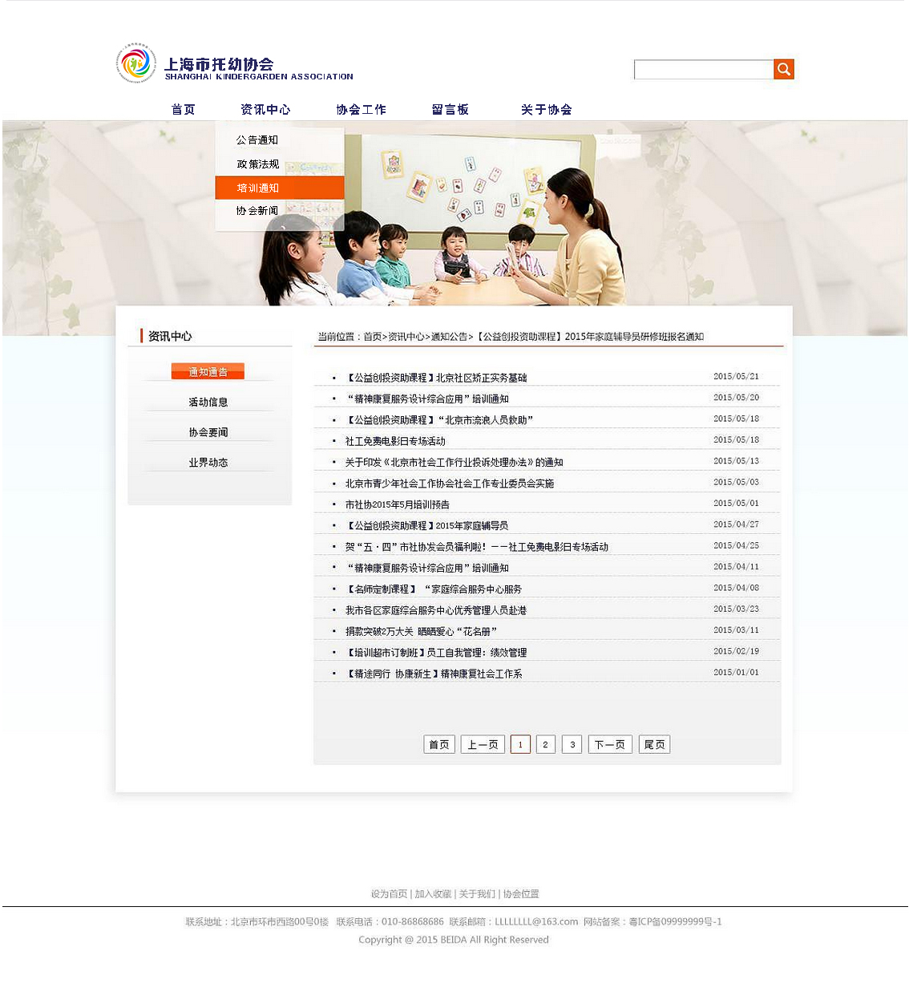 上海市托幼协会
SHANGHAI KINDERGARDEN ASSOCIATION
首页 资讯中心 协会工作 留言板 关于协会
公告通知
政策法规
培训通知
协会新闻
资讯中心
通知通告
活动信息
协会要闻
业界动态
当前位置：首页>资讯中心>通知公告>【公益创投资助课程】2015年家庭辅导员研修班报名通知
【公益创投资助课程】北京社区矫正实务基础 2015/05/21
“精神康复服务设计综合应用”培训通知 2015/05/20
【公益创投资助课程】“北京市流浪人员救助” 2015/05/18
社工免费电影日专场活动 2015/05/18
关于印发《北京市社会工作行业投诉处理办法》的通知 2015/05/13
北京市青少年社会工作协会社会工作专业委员会实施 2015/05/03
市社协2015年5月培训预告 2015/05/01
【公益创投资助课程】2015年家庭辅导员 2015/04/27
贺“五·四”市社协发会员福利啦！——社工免费电影日专场活动 2015/04/25
“精神康复服务设计综合应用”培训通知 2015/04/11
【名师定制课程】 “家庭综合服务中心服务 2015/04/08
我市各区家庭综合服务中心优秀管理人员赴港 2015/03/23
捐款突破2万大关 晒晒爱心“花名册” 2015/03/11
【培训超市订制班】员工自我管理：绩效管理 2015/02/19
【精途同行 协康新生】精神康复社会工作系 2015/01/01
首页 上一页 1 2 3 下一页 尾页
设为首页 | 加入收藏 | 关于我们 | 协会位置
联系地址：北京市环市西路00号0楼 联系电话：010-86868686 联系邮箱：LLLLLLLL@163.com 网站备案：粤ICP备09999999号-1
Copyright @ 2015 BEIDA All Right Reserved